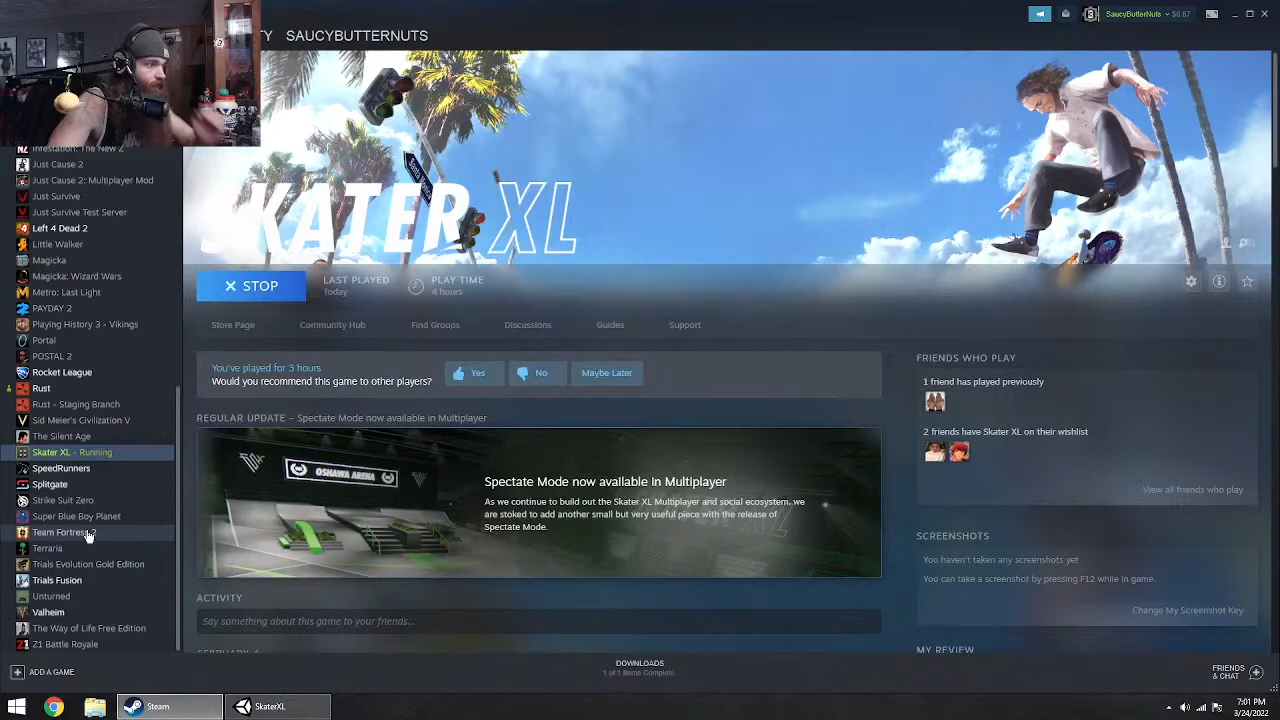 SaucyButterNuts $0.67
TY SAUCYBUTTERNUTS
SKATER XL
Infestation: The New Z
Just Cause 2
Just Cause 2: Multiplayer Mod
Just Survive
Just Survive Test Server
Left 4 Dead 2
Little Walker
Magicka
Magicka: Wizard Wars
Metro: Last Light
PAYDAY 2
Playing History 3 - Vikings
Portal
POSTAL 2
Rocket League
Rust
Rust - Staging Branch
Sid Meier's Civilization V
The Silent Age
Skater XL - Running
SpeedRunners
Splitgate
Strike Suit Zero
Super Blue Boy Planet
Team Fortress 2
Terraria
Trials Evolution Gold Edition
Trials Fusion
Unturned
Valheim
The Way of Life Free Edition
Z1 Battle Royale
STOP
LAST PLAYED
Today
PLAY TIME
4 hours
Store Page Community Hub Find Groups Discussions Guides Support
You've played for 3 hours
Would you recommend this game to other players?
Yes No Maybe Later
REGULAR UPDATE - Spectate Mode now available in Multiplayer
OSHAWA ARENA
Spectate Mode now available in Multiplayer
As we continue to build out the Skater XL Multiplayer and social ecosystem, we
are stoked to add another small but very useful piece with the release of
Spectate Mode.
ACTIVITY
Say something about this game to your friends...
FEBRUARY 4
FRIENDS WHO PLAY
1 friend has played previously
2 friends have Skater XL on their wishlist
View all friends who play
SCREENSHOTS
You haven't taken any screenshots yet
You can take a screenshot by pressing F12 while in game.
Change My Screenshot Key
MY REVIEW
ADD A GAME
DOWNLOADS
1 of 1 Items Complete
FRIENDS
& CHAT
Steam
SkaterXL
7:01 PM
3/24/2022